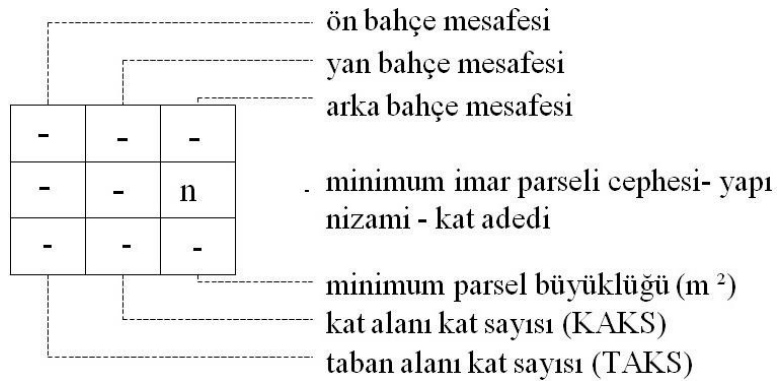 ön bahçe mesafesi
yan bahçe mesafesi
arka bahçe mesafesi
- - -
- - n
- - -
- minimum imar parseli cephesi- yapı
nizami - kat adedi
minimum parsel büyüklüğü (m ²)
kat alanı kat sayısı (KAKS)
taban alanı kat sayısı (TAKS)